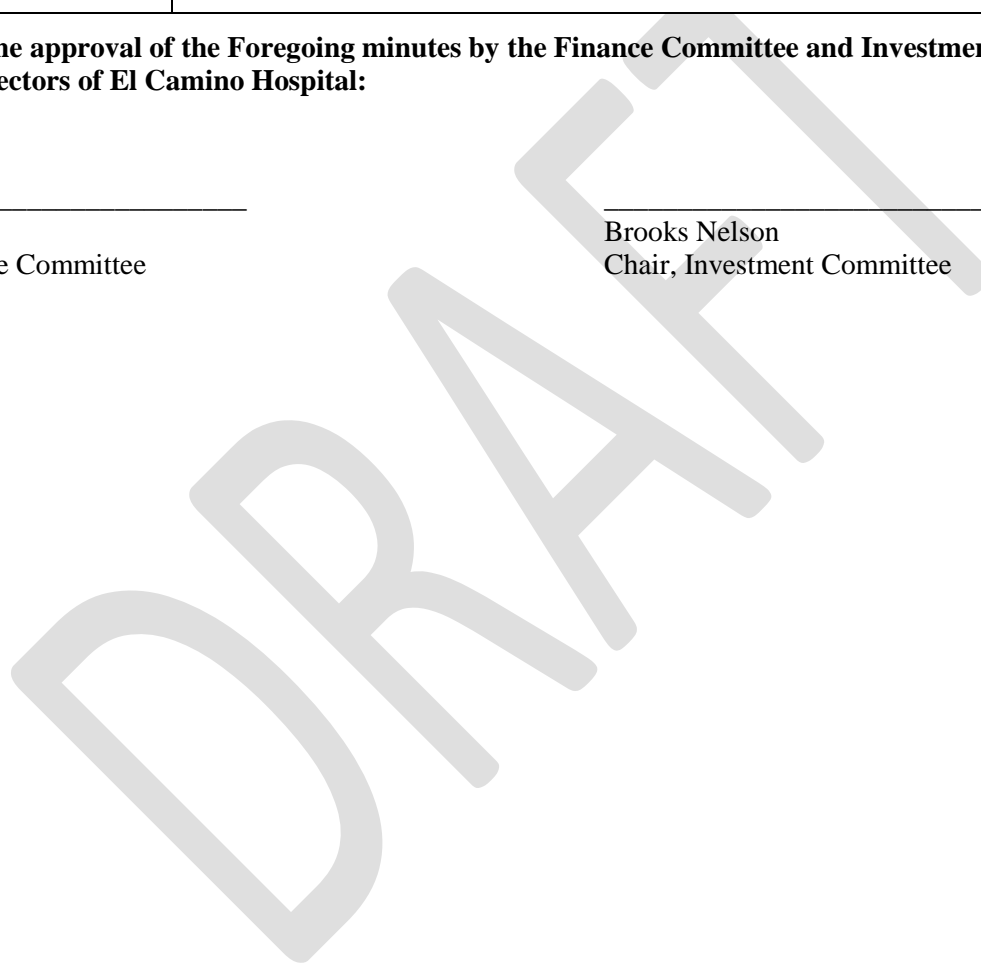 he approval of the Foregoing minutes by the Finance Committee and Investmen
ectors of El Camino Hospital:
Brooks Nelson
e Committee
Chair, Investment Committee
DRAFT